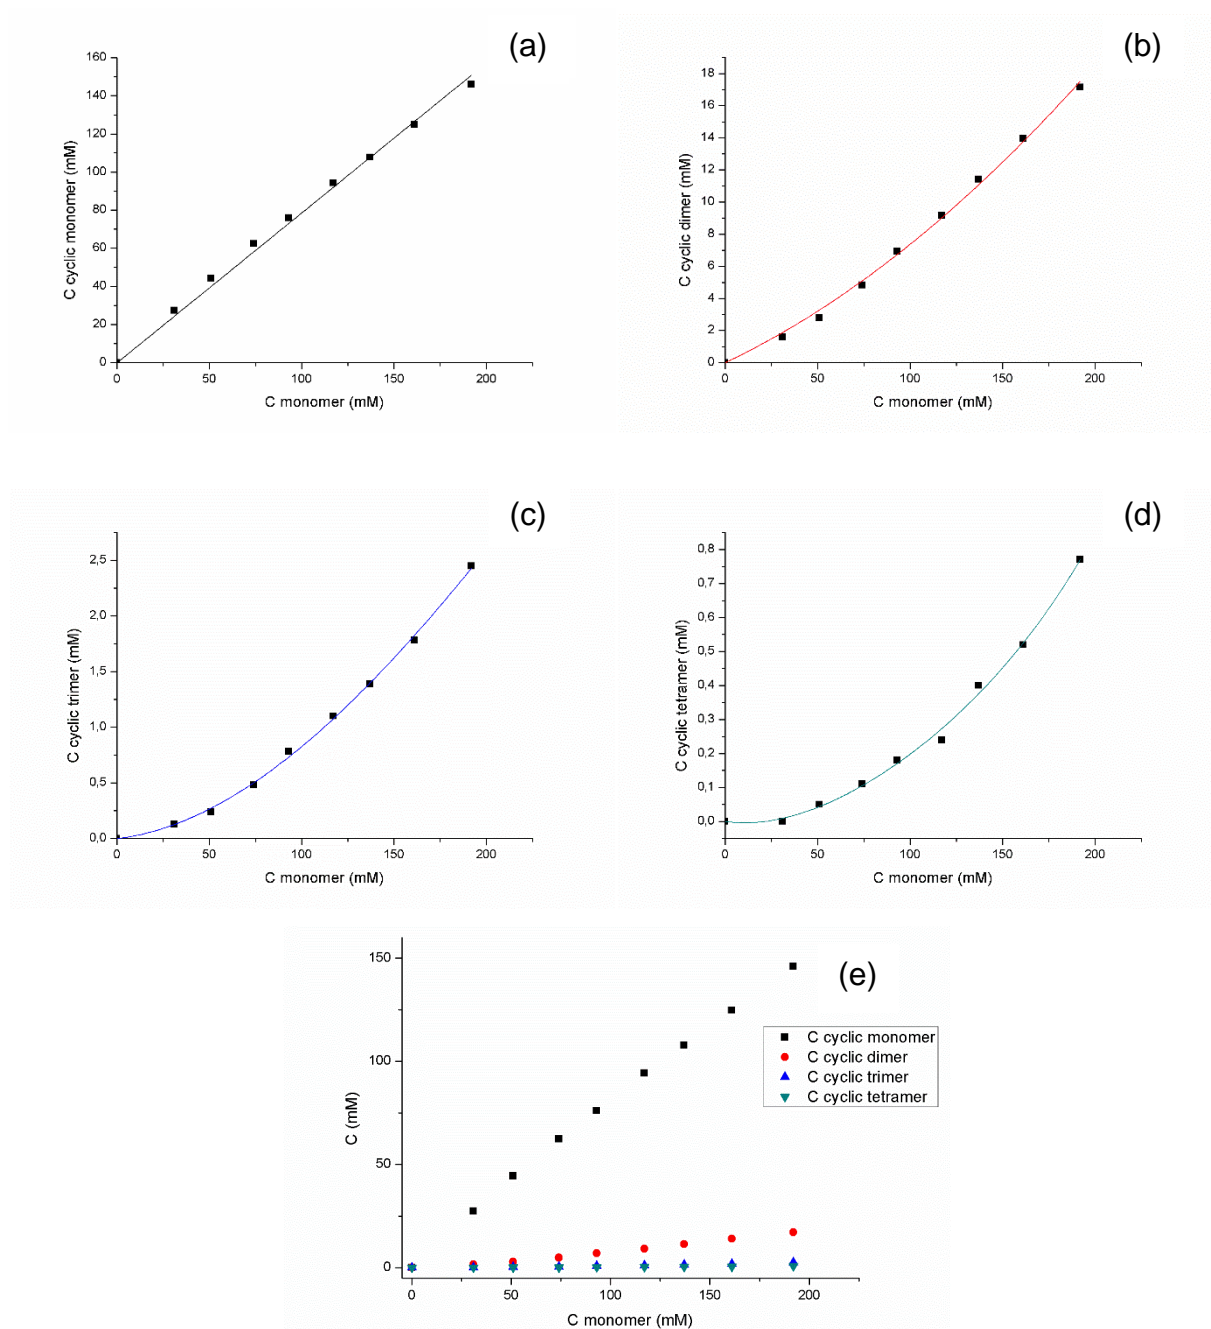 (a)
160
140
120
100
80
60
40
20
0
C cyclic monomer (mM)
0 50 100 150 200
C monomer (mM)
(b)
18
16
14
12
10
8
6
4
2
0
C cyclic dimer (mM)
0 50 100 150 200
C monomer (mM)
(c)
2,5
2,0
1,5
1,0
0,5
0,0
C cyclic trimer (mM)
0 50 100 150 200
C monomer (mM)
(d)
0,8
0,7
0,6
0,5
0,4
0,3
0,2
0,1
0,0
C cyclic tetramer (mM)
0 50 100 150 200
C monomer (mM)
(e)
150
100
50
0
C (mM)
C cyclic monomer
C cyclic dimer
C cyclic trimer
C cyclic tetramer
0 50 100 150 200
C monomer (mM)